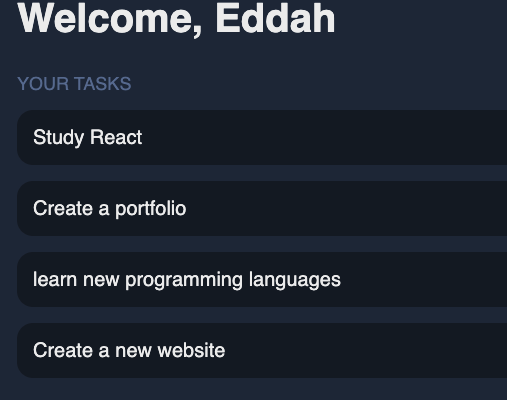 Welcome, Eddah
YOUR TASKS
Study React
Create a portfolio
learn new programming languages
Create a new website